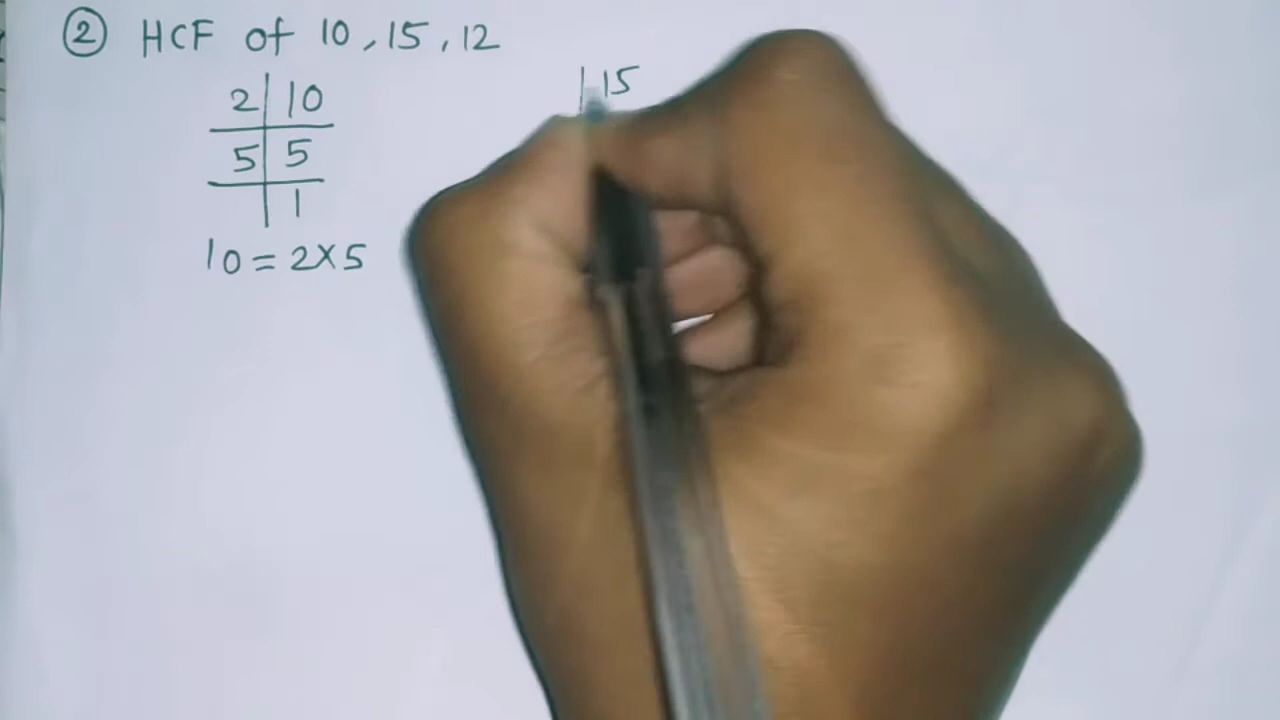 ② HCF of 10, 15, 12
2 | 10
5 | 5
| 1
10 = 2×5
| 15